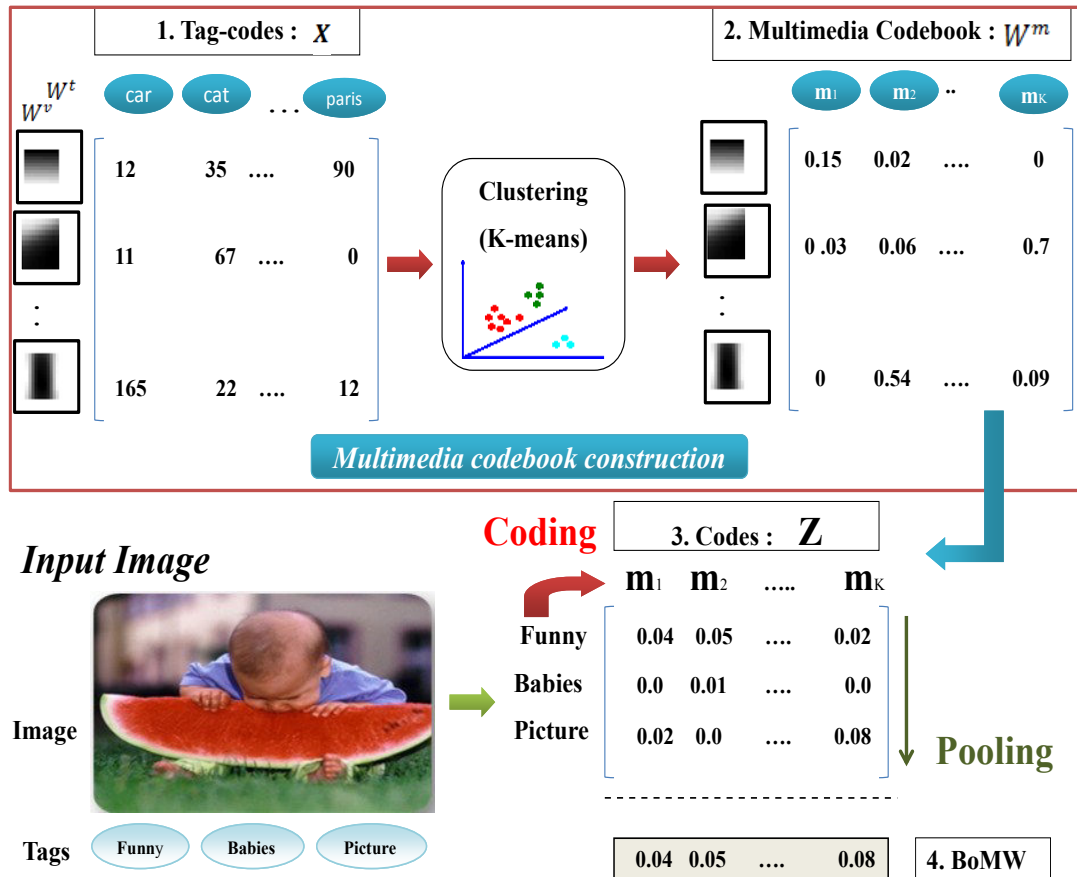 1. Tag-codes : X
2. Multimedia Codebook : W^m
W^t
W^v
car cat ... paris
m1 m2 .. mK
12 35 .... 90
11 67 .... 0
:
165 22 .... 12
Clustering
(K-means)
0.15 0.02 .... 0
0 .03 0.06 .... 0.7
:
0 0.54 .... 0.09
Multimedia codebook construction
Input Image
Coding
3. Codes : Z
m1 m2 ..... mK
Funny 0.04 0.05 .... 0.02
Babies 0.0 0.01 .... 0.0
Picture 0.02 0.0 .... 0.08
Image
Pooling
Tags Funny Babies Picture
0.04 0.05 .... 0.08
4. BoMW